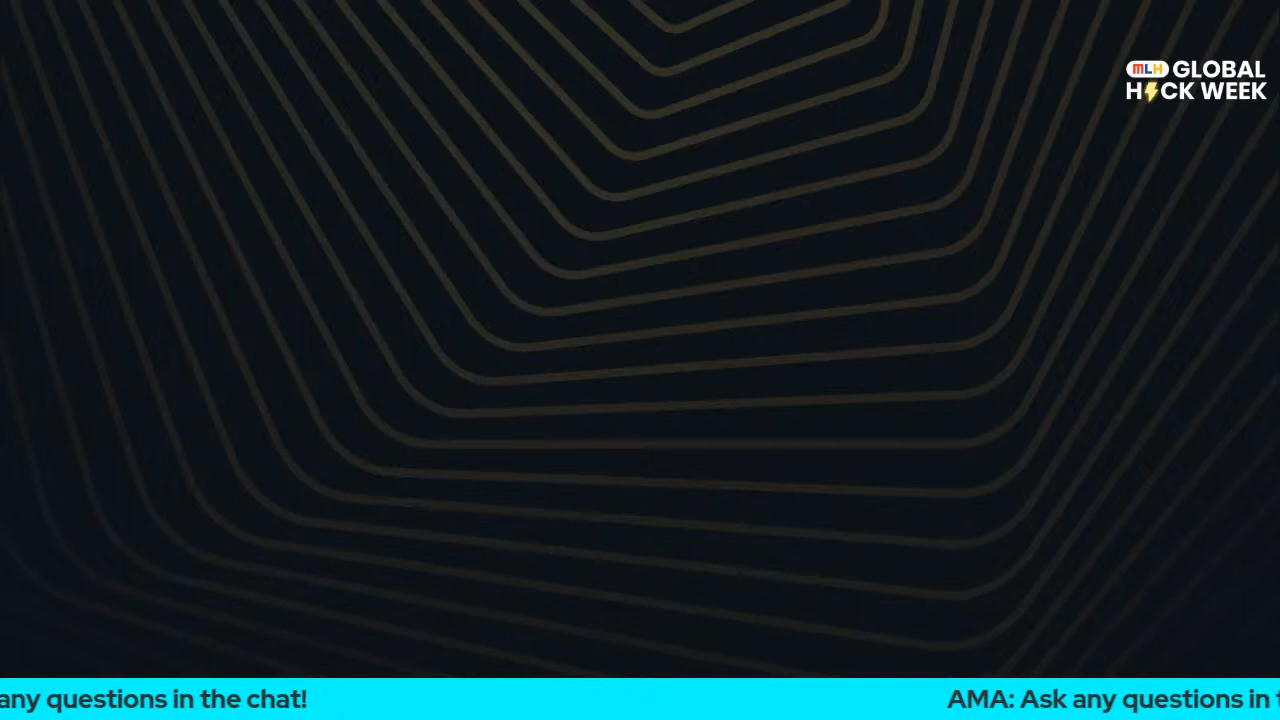 MLH GLOBAL
HACK WEEK
any questions in the chat!
AMA: Ask any questions in